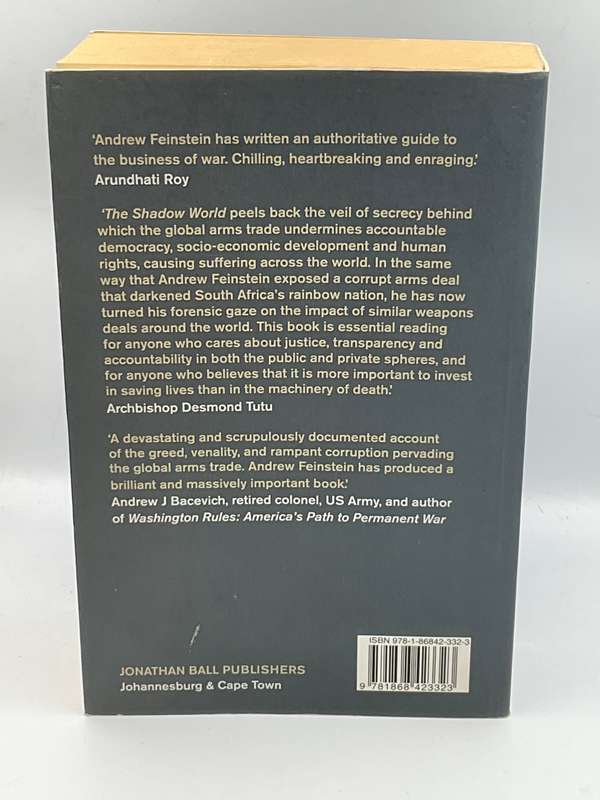 ‘Andrew Feinstein has written an authoritative guide to
the business of war. Chilling, heartbreaking and enraging.’
Arundhati Roy
‘The Shadow World peels back the veil of secrecy behind
which the global arms trade undermines accountable
democracy, socio-economic development and human
rights, causing suffering across the world. In the same
way that Andrew Feinstein exposed a corrupt arms deal
that darkened South Africa’s rainbow nation, he has now
turned his forensic gaze on the impact of similar weapons
deals around the world. This book is essential reading
for anyone who cares about justice, transparency and
accountability in both the public and private spheres, and
for anyone who believes that it is more important to invest
in saving lives than in the machinery of death.’
Archbishop Desmond Tutu
‘A devastating and scrupulously documented account
of the greed, venality, and rampant corruption pervading
the global arms trade. Andrew Feinstein has produced a
brilliant and massively important book.’
Andrew J Bacevich, retired colonel, US Army, and author
of Washington Rules: America’s Path to Permanent War
ISBN 978-1-86842-332-3
9 781868 423323
JONATHAN BALL PUBLISHERS
Johannesburg & Cape Town